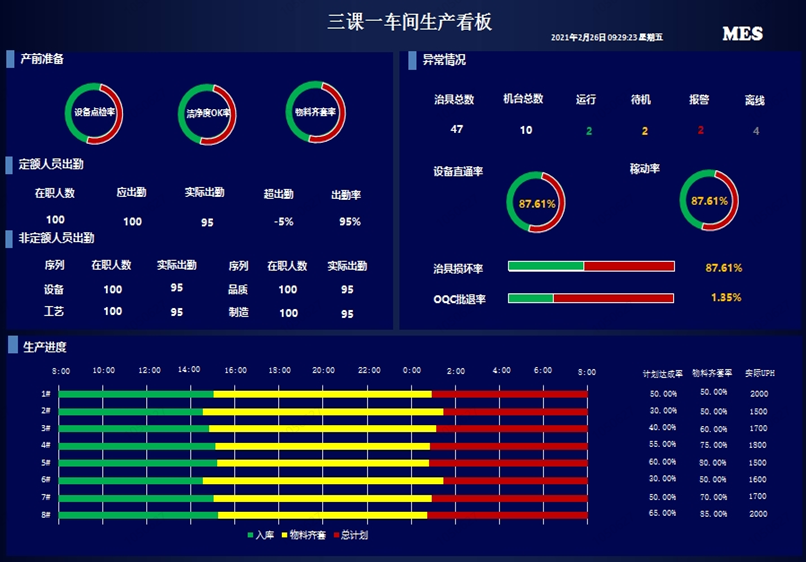 三课一车间生产看板
2021年2月26日 09:29:23 星期五
MES
产前准备
设备点检率 洁净度OK率 物料齐套率
定额人员出勤
在职人数 应出勤 实际出勤 超出勤 出勤率
100 100 95 -5% 95%
非定额人员出勤
序列 在职人数 实际出勤 序列 在职人数 实际出勤
设备 100 95 品质 100 95
工艺 100 95 制造 100 95
异常情况
治具总数 机台总数 运行 待机 报警 离线
47 10 2 2 2 4
设备直通率 87.61% 稼动率 87.61%
治具损坏率 87.61%
OQC批退率 1.35%
生产进度
8:00 10:00 12:00 14:00 16:00 18:00 20:00 22:00 0:00 2:00 4:00 6:00 8:00 计划达成率 物料齐套率 实际UPH
1# 50.00% 50.00% 2000
2# 30.00% 50.00% 1500
3# 40.00% 60.00% 1700
4# 55.00% 75.00% 1800
5# 60.00% 80.00% 1500
6# 30.00% 50.00% 1600
7# 50.00% 70.00% 1700
8# 65.00% 85.00% 2000
入库 物料齐套 总计划